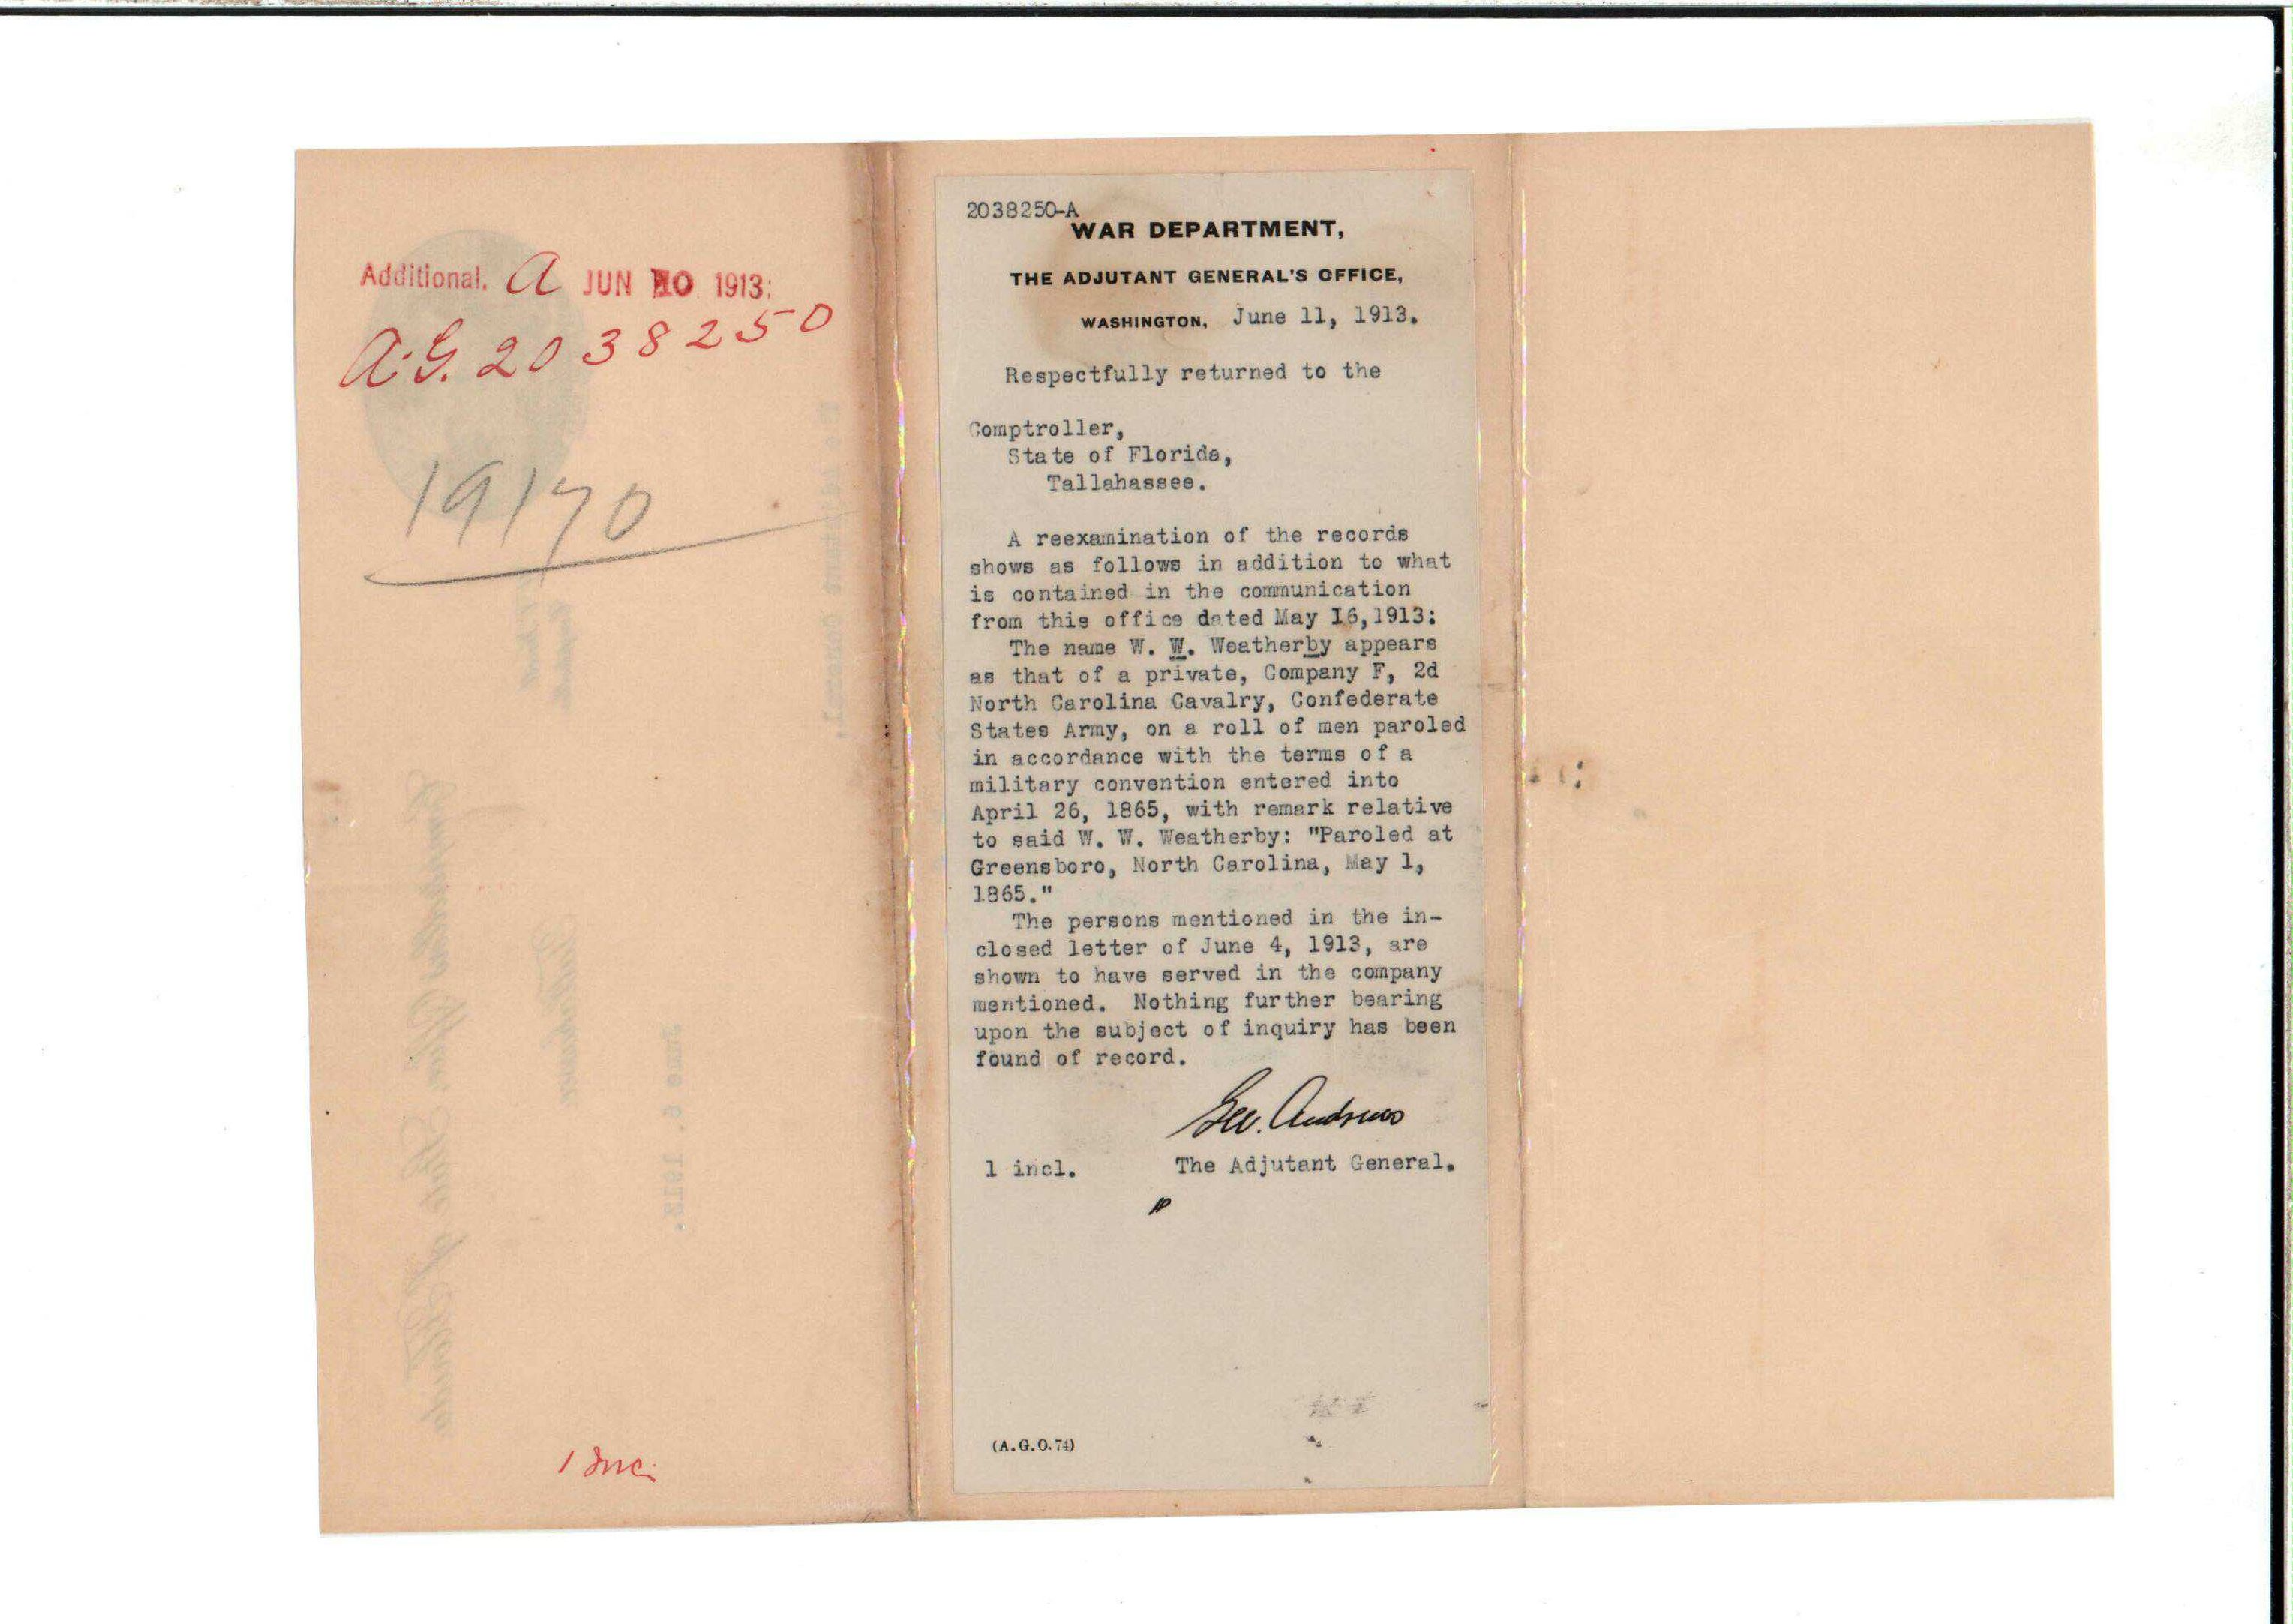 Additional. A JUN 10 1913
A.G. 2038250
19170
1 Inc.
2038250-A
WAR DEPARTMENT,
THE ADJUTANT GENERAL'S OFFICE,
WASHINGTON, June 11, 1913.
Respectfully returned to the
Comptroller,
State of Florida,
Tallahassee.
A reexamination of the records
shows as follows in addition to what
is contained in the communication
from this office dated May 16,1913:
The name W. W. Weatherby appears
as that of a private, Company F, 2d
North Carolina Cavalry, Confederate
States Army, on a roll of men paroled
in accordance with the terms of a
military convention entered into
April 26, 1865, with remark relative
to said W. W. Weatherby: "Paroled at
Greensboro, North Carolina, May 1,
1865."
The persons mentioned in the in-
closed letter of June 4, 1913, are
shown to have served in the company
mentioned. Nothing further bearing
upon the subject of inquiry has been
found of record.
Geo. Andrews
1 incl. The Adjutant General.
(A.G.O. 74)